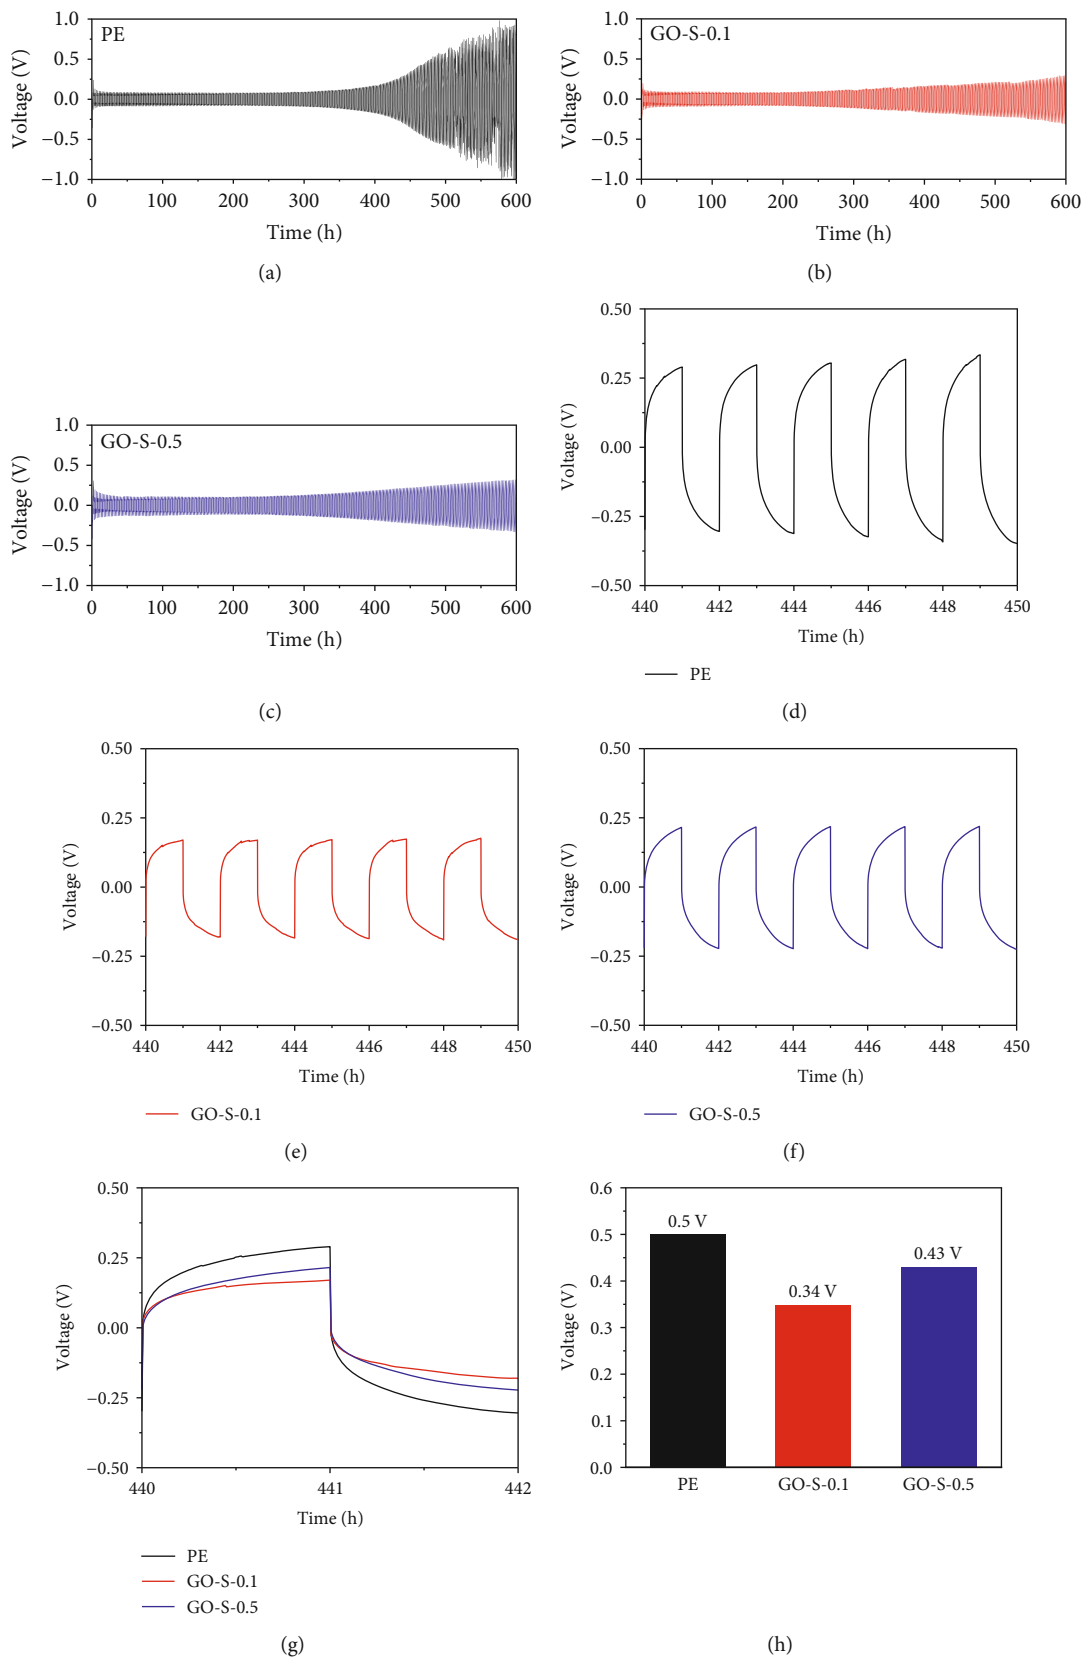 PE
Voltage (V)
1.0
0.5
0.0
−0.5
−1.0
0 100 200 300 400 500 600
Time (h)
(a)
GO-S-0.1
Voltage (V)
1.0
0.5
0.0
−0.5
−1.0
0 100 200 300 400 500 600
Time (h)
(b)
GO-S-0.5
Voltage (V)
1.0
0.5
0.0
−0.5
−1.0
0 100 200 300 400 500 600
Time (h)
(c)
Voltage (V)
0.50
0.25
0.00
−0.25
−0.50
440 442 444 446 448 450
Time (h)
PE
(d)
Voltage (V)
0.50
0.25
0.00
−0.25
−0.50
440 442 444 446 448 450
Time (h)
GO-S-0.1
(e)
Voltage (V)
0.50
0.25
0.00
−0.25
−0.50
440 442 444 446 448 450
Time (h)
GO-S-0.5
(f)
Voltage (V)
0.50
0.25
0.00
−0.25
−0.50
440 441 442
Time (h)
PE
GO-S-0.1
GO-S-0.5
(g)
Voltage (V)
0.6
0.5
0.4
0.3
0.2
0.1
0.0
0.5 V
0.34 V
0.43 V
PE GO-S-0.1 GO-S-0.5
(h)